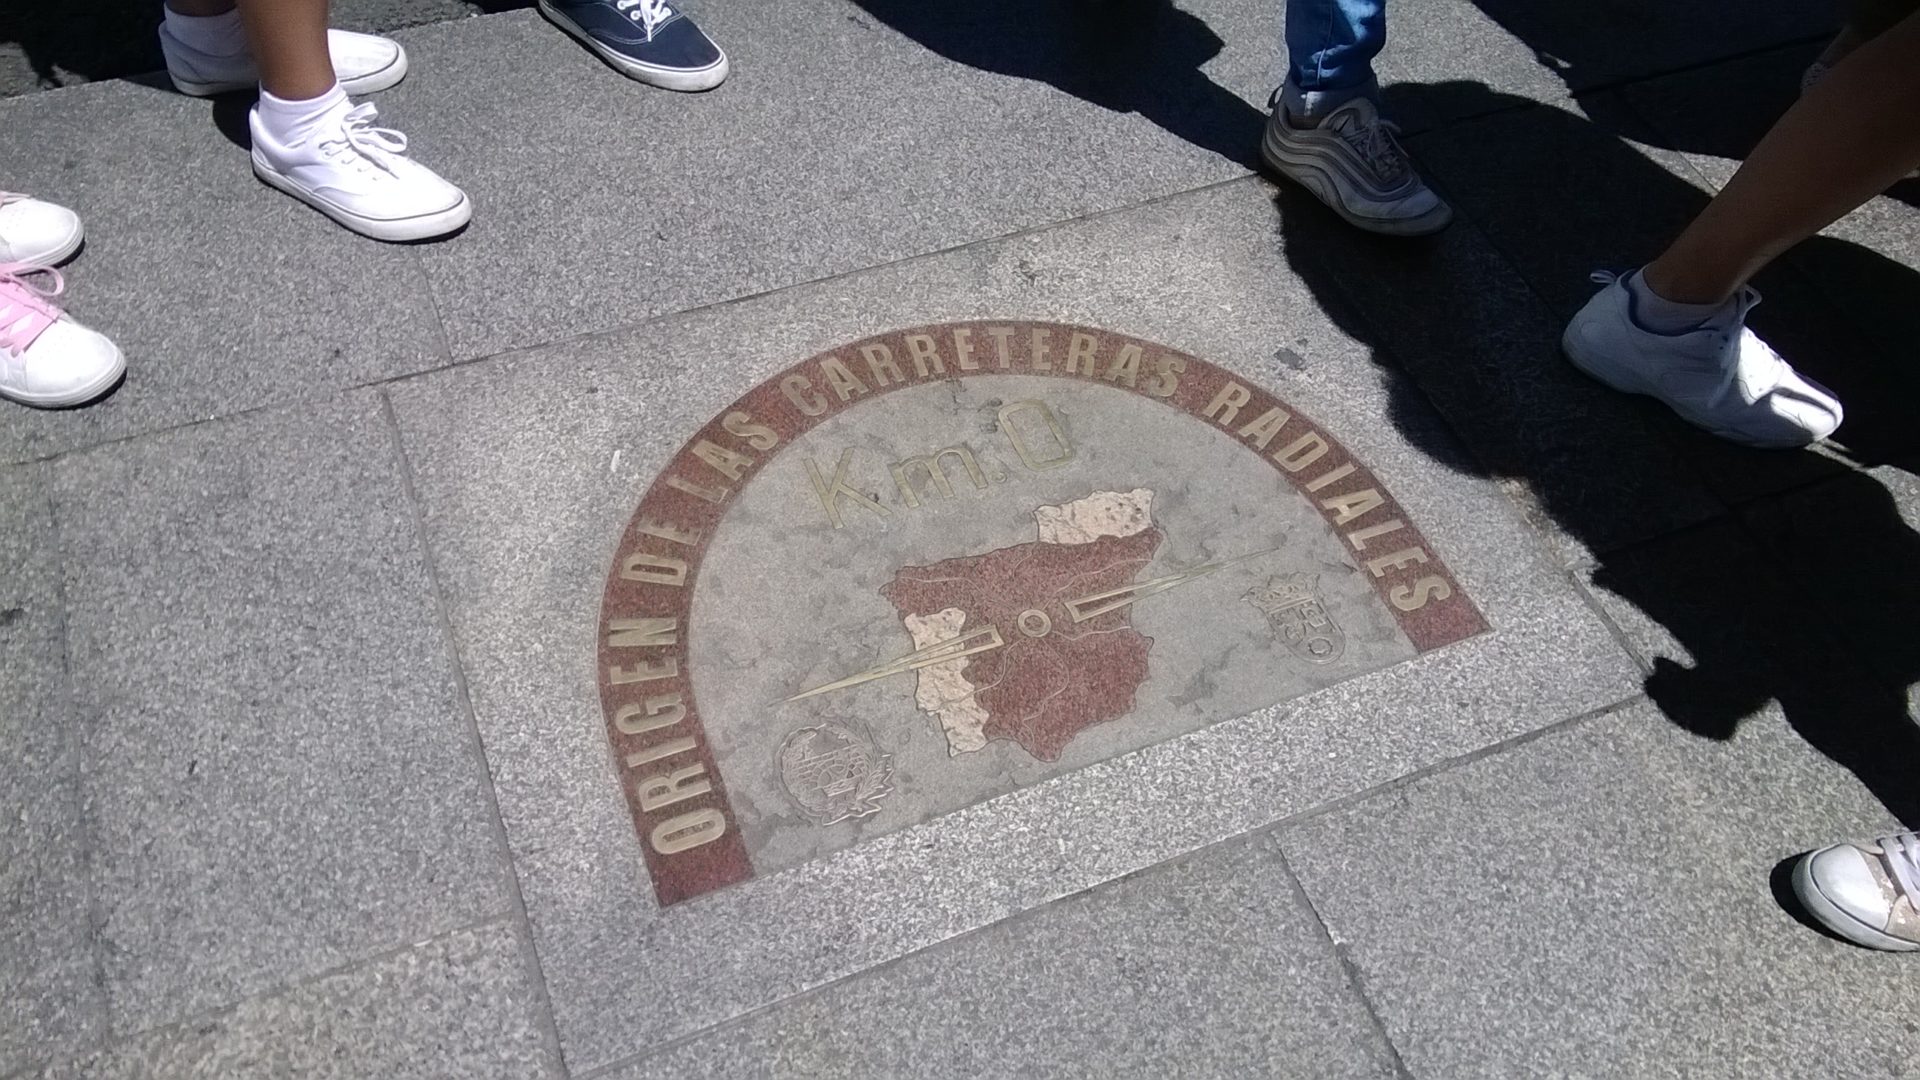 ORIGEN DE LAS CARRETERAS RADIALES
Km.0